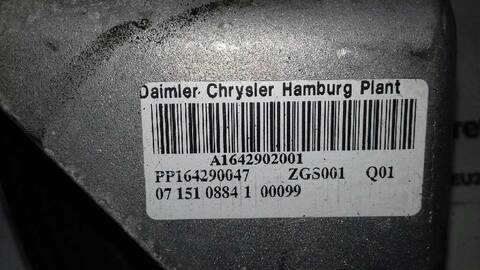 Daimler Chrysler Hamburg Plant
A1642902001
PP164290047 ZGS001 Q01
07 151 0884 1 00099